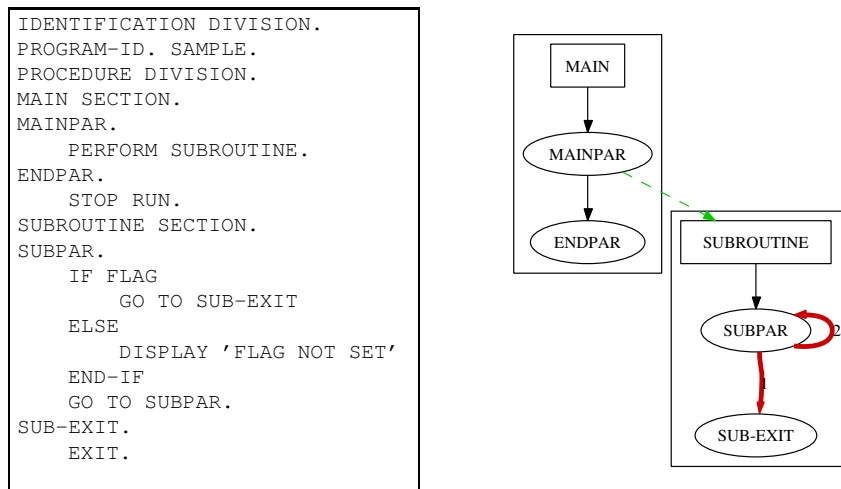 IDENTIFICATION DIVISION.
PROGRAM-ID. SAMPLE.
PROCEDURE DIVISION.
MAIN SECTION.
MAINPAR.
    PERFORM SUBROUTINE.
ENDPAR.
    STOP RUN.
SUBROUTINE SECTION.
SUBPAR.
    IF FLAG
        GO TO SUB-EXIT
    ELSE
        DISPLAY 'FLAG NOT SET'
    END-IF
    GO TO SUBPAR.
SUB-EXIT.
    EXIT.
MAIN
MAINPAR
ENDPAR
SUBROUTINE
SUBPAR
2
1
SUB-EXIT